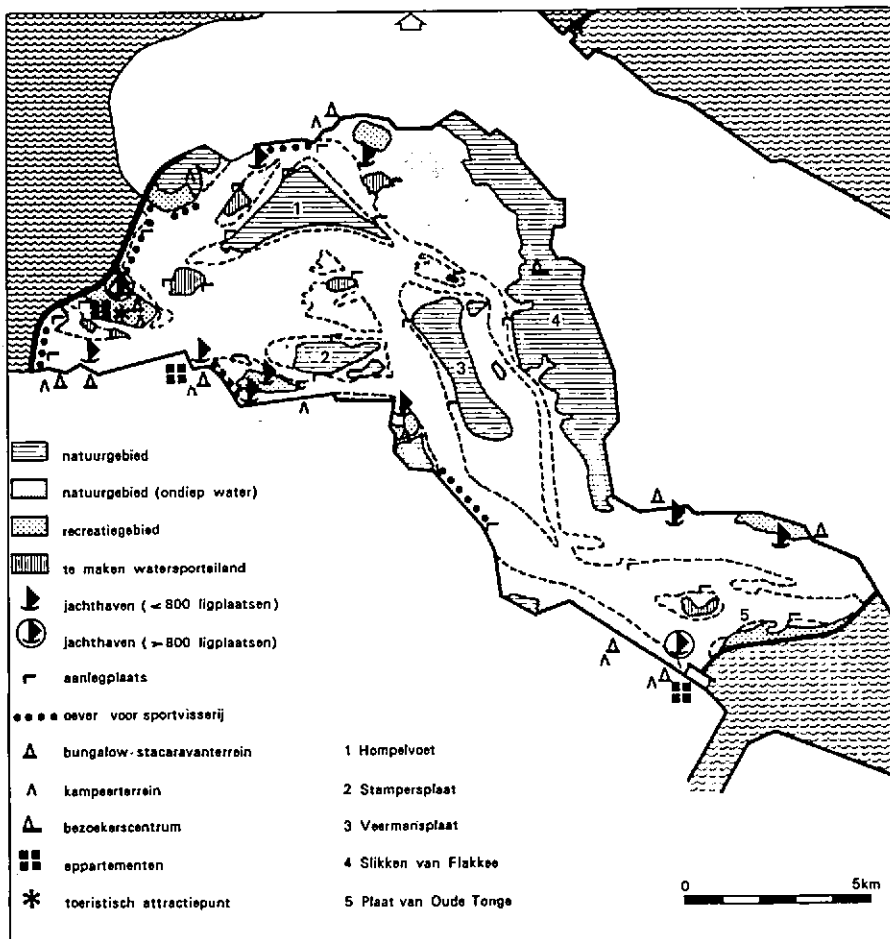 1
2
3
4
5
natuurgebied
natuurgebied (ondiep water)
recreatiegebied
te maken watersporteiland
jachthaven (< 800 ligplaatsen)
jachthaven (> 800 ligplaatsen)
aanlegplaats
oever voor sportvisserij
bungalow-stacaravanterrein
kampeerterrein
bezoekerscentrum
appartementen
toeristisch attractiepunt
1 Hompelvoet
2 Stampersplaat
3 Veermansplaat
4 Slikken van Flakkee
5 Plaat van Oude Tonge
0 5km